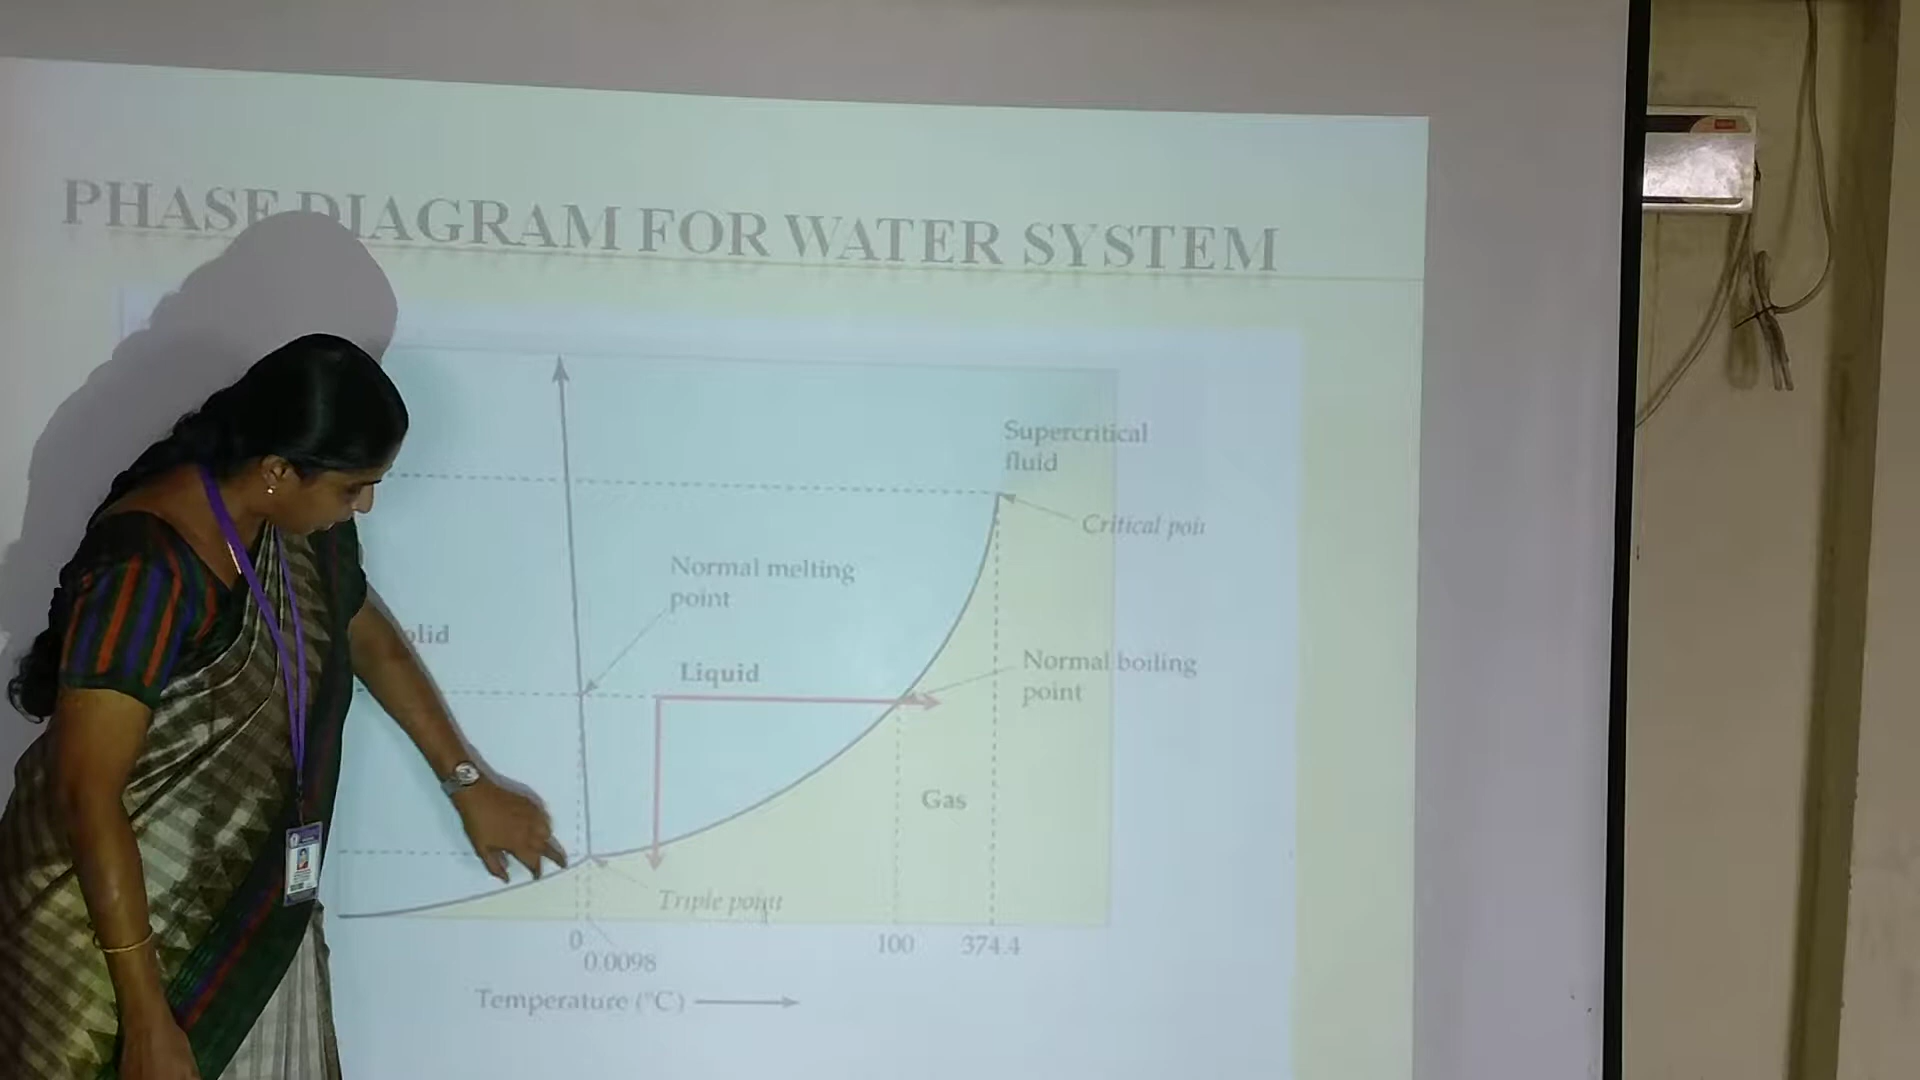 PHASE DIAGRAM FOR WATER SYSTEM
Supercritical
fluid
Critical poi
Normal melting
point
olid
Liquid
Normal boiling
point
Gas
Triple point
0
100
374.4
0.0098
Temperature (°C)